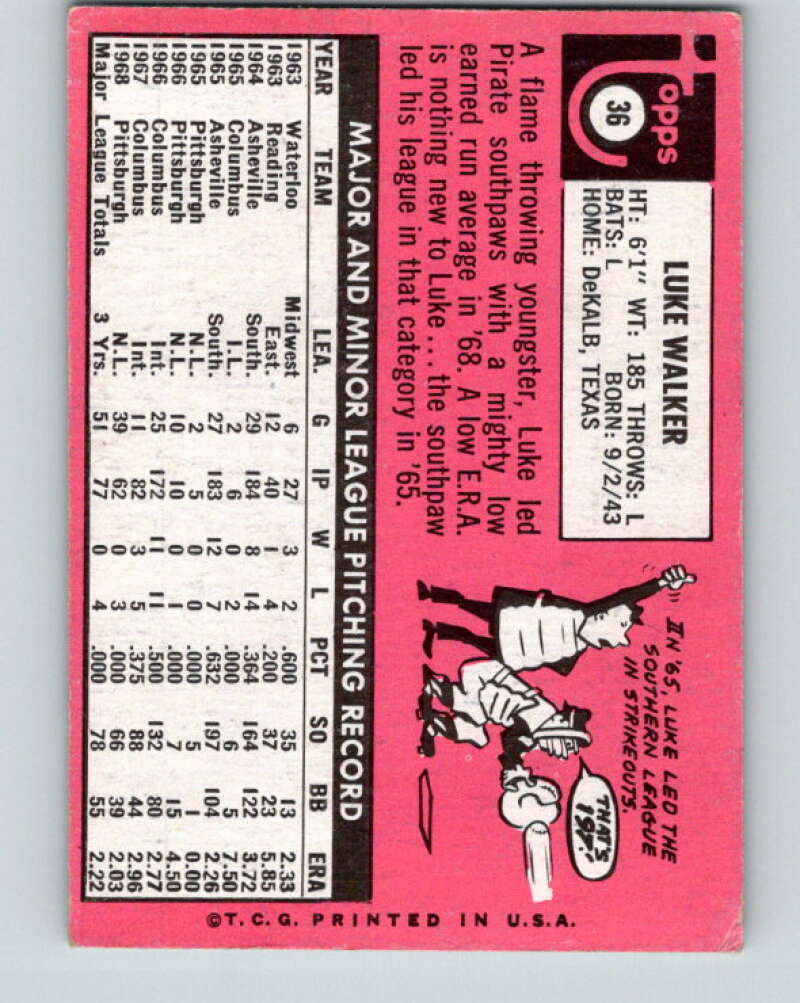 Topps
36
LUKE WALKER
HT: 6'1" WT: 185 THROWS: L
BATS: L BORN: 9/2/43
HOME: DeKALB, TEXAS
A flame throwing youngster, Luke led
Pirate southpaws with a mighty low
earned run average in '68. A low E.R.A.
is nothing new to Luke... the southpaw
led his league in that category in '65.
IN '65, LUKE LED THE
SOUTHERN LEAGUE
IN STRIKEOUTS.
THAT'S
197!
MAJOR AND MINOR LEAGUE PITCHING RECORD
YEAR TEAM LEA. G IP W L PCT SO BB ERA
1963 Waterloo Midwest 6 27 3 2 .600 35 13 2.33
1963 Reading East. 12 40 1 4 .200 37 23 5.85
1964 Asheville South. 29 184 8 14 .364 164 122 3.72
1965 Columbus I.L. 2 6 0 2 .000 6 5 7.50
1965 Asheville South. 27 183 12 7 .632 197 104 2.26
1965 Pittsburgh N.L. 2 5 0 0 .000 5 1 0.00
1966 Pittsburgh N.L. 10 10 0 1 .000 7 15 4.50
1966 Columbus Int. 25 172 11 11 .500 132 80 2.77
1967 Columbus Int. 11 82 3 5 .375 88 44 2.96
1968 Pittsburgh N.L. 39 62 0 3 .000 66 39 2.03
Major League Totals 3 Yrs. 51 77 0 4 .000 78 55 2.22
©T.C.G. PRINTED IN U.S.A.